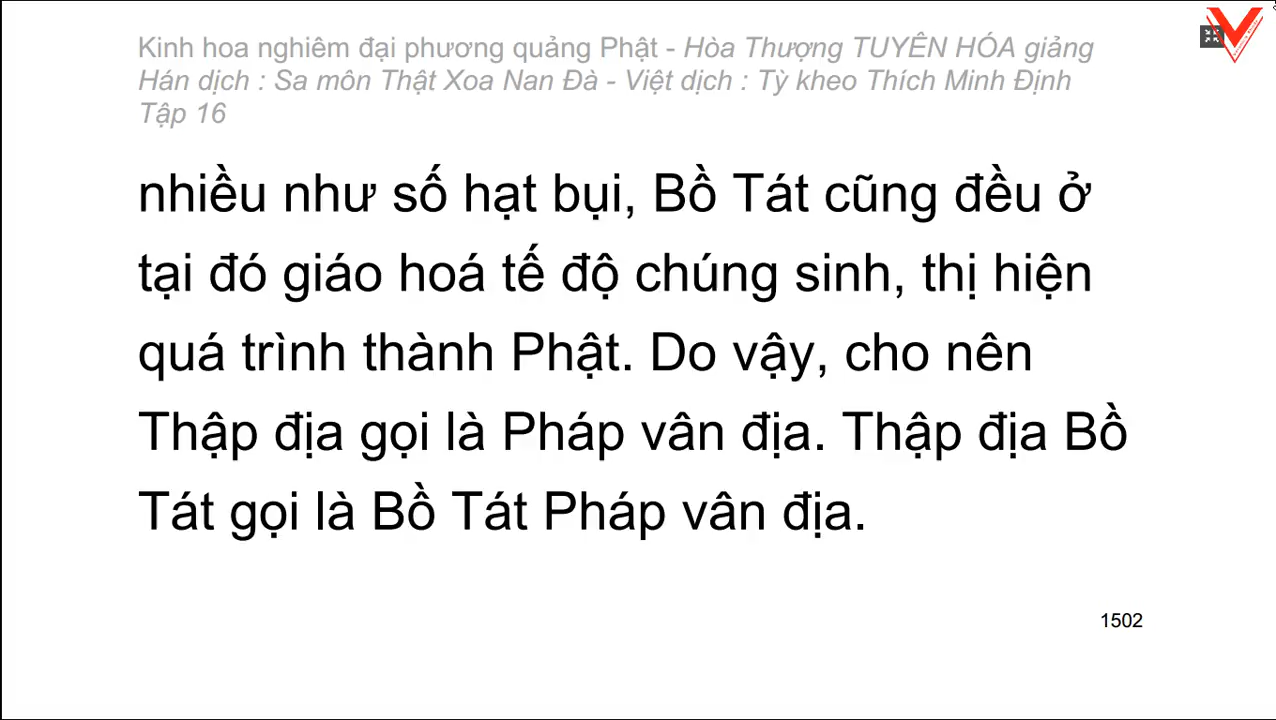 Kinh hoa nghiêm đại phương quảng Phật - Hòa Thượng TUYÊN HÓA giảng
Hán dịch : Sa môn Thật Xoa Nan Đà - Việt dịch : Tỳ kheo Thích Minh Định
Tập 16
nhiều như số hạt bụi, Bồ Tát cũng đều ở
tại đó giáo hoá tế độ chúng sinh, thị hiện
quá trình thành Phật. Do vậy, cho nên
Thập địa gọi là Pháp vân địa. Thập địa Bồ
Tát gọi là Bồ Tát Pháp vân địa.
1502